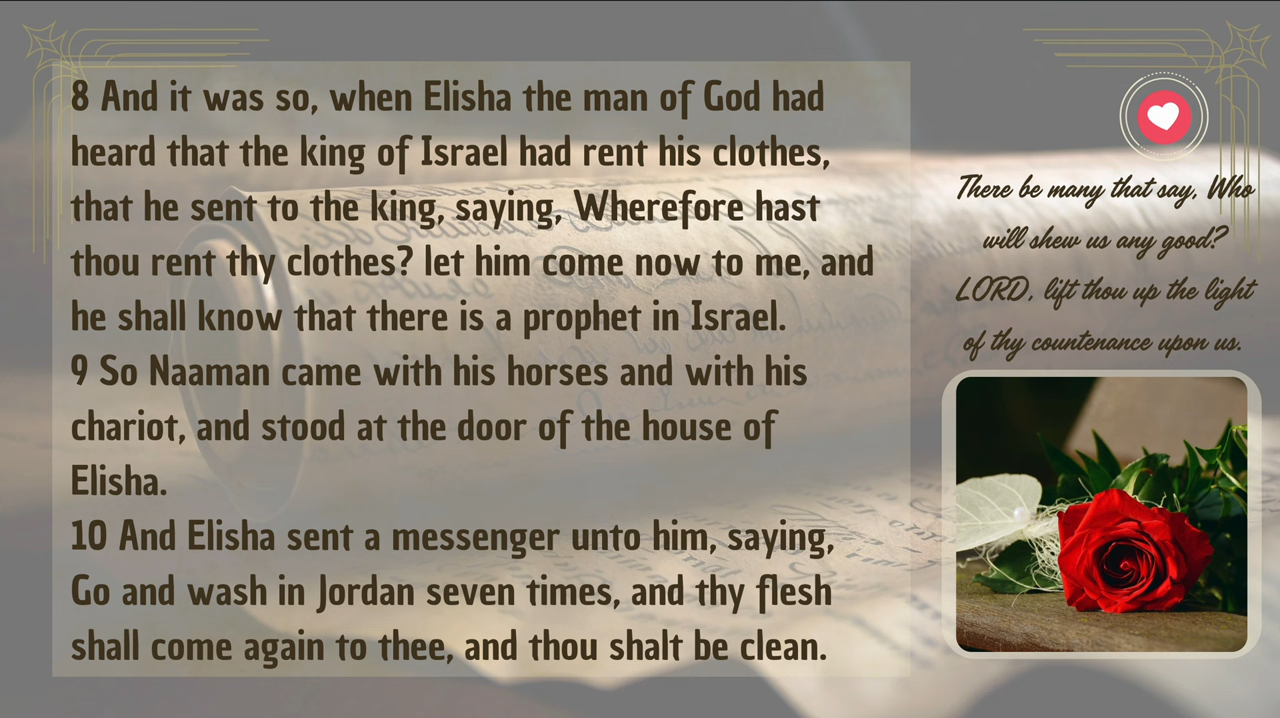 8 And it was so, when Elisha the man of God had
heard that the king of Israel had rent his clothes,
that he sent to the king, saying, Wherefore hast
thou rent thy clothes? let him come now to me, and
he shall know that there is a prophet in Israel.
9 So Naaman came with his horses and with his
chariot, and stood at the door of the house of
Elisha.
10 And Elisha sent a messenger unto him, saying,
Go and wash in Jordan seven times, and thy flesh
shall come again to thee, and thou shalt be clean.
There be many that say, Who
will shew us any good?
LORD, lift thou up the light
of thy countenance upon us.